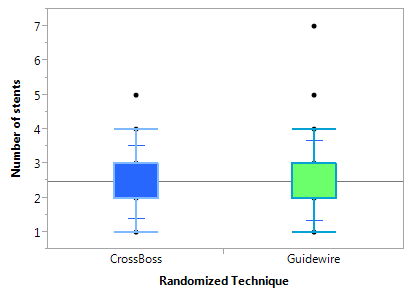 Number of stents
7
6
5
4
3
2
1
CrossBoss Guidewire
Randomized Technique